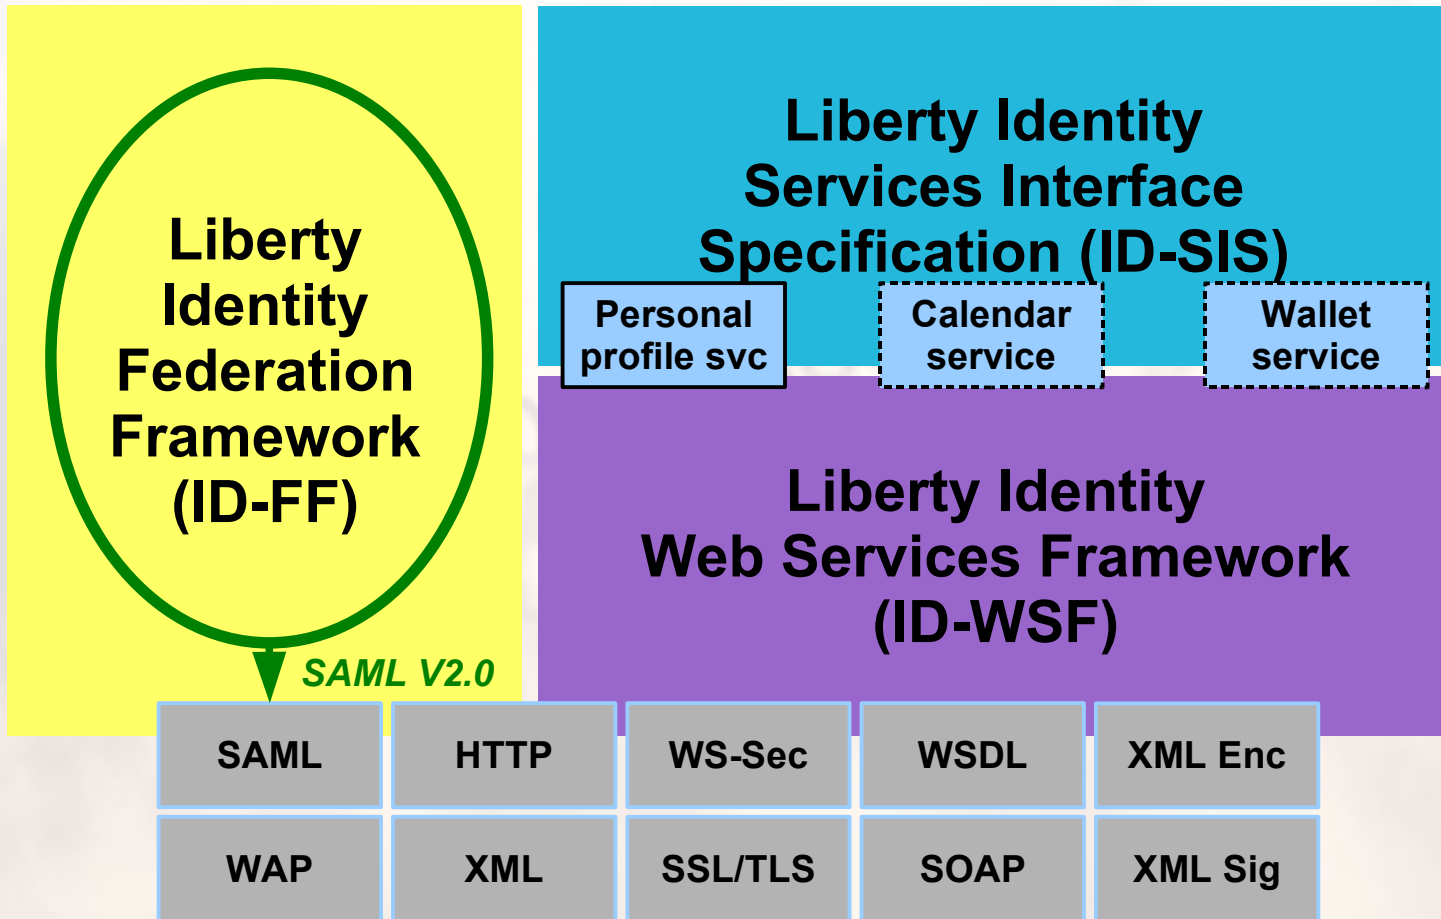 Liberty
Identity
Federation
Framework
(ID-FF)
SAML V2.0
Liberty Identity
Services Interface
Specification (ID-SIS)
Personal
profile svc
Calendar
service
Wallet
service
Liberty Identity
Web Services Framework
(ID-WSF)
SAML
HTTP
WS-Sec
WSDL
XML Enc
WAP
XML
SSL/TLS
SOAP
XML Sig